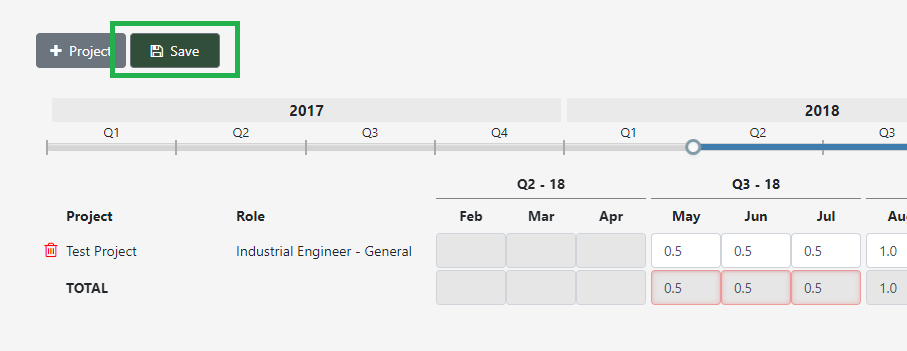 Project Save
2017 2018
Q1 Q2 Q3 Q4 Q1 Q2 Q3
Q2 - 18 Q3 - 18
Project Role Feb Mar Apr May Jun Jul Au
Test Project Industrial Engineer - General 0.5 0.5 0.5 1.0
TOTAL 0.5 0.5 0.5 1.0